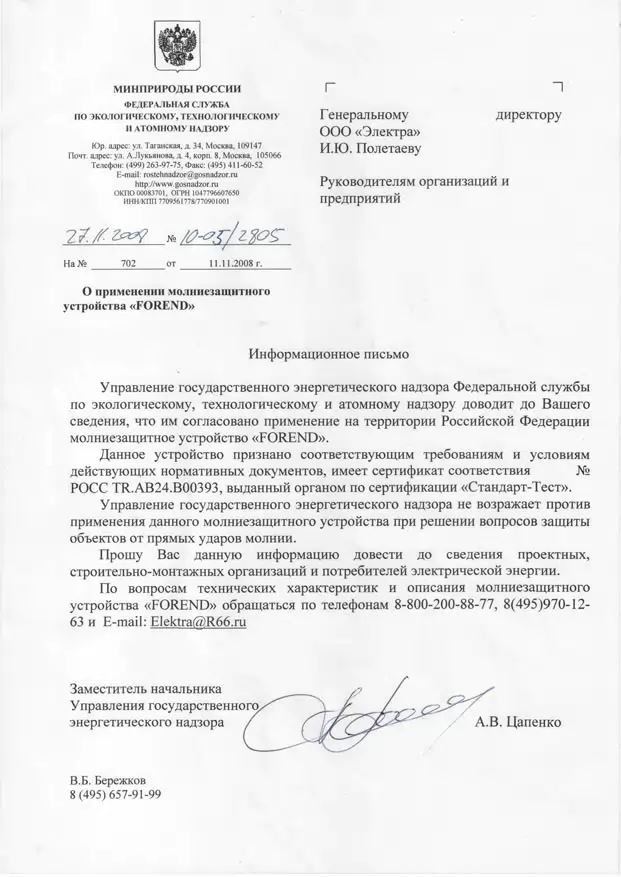 МИНПРИРОДЫ РОССИИ
ФЕДЕРАЛЬНАЯ СЛУЖБА
ПО ЭКОЛОГИЧЕСКОМУ, ТЕХНОЛОГИЧЕСКОМУ
И АТОМНОМУ НАДЗОРУ
Юр. адрес: ул. Таганская, д. 34, Москва, 109147
Почт. адрес: ул. А.Лукьянова, д. 4, корп. 8, Москва, 105066
Телефон: (499) 263-97-75, Факс: (495) 411-60-52
E-mail: rostehnadzor@gosnadzor.ru
http://www.gosnadzor.ru
ОКПО 00083701, ОГРН 1047796607650
ИНН/КПП 7709561778/770901001
27.11.2008 № 10-05/2805
На № 702 от 11.11.2008 г.
О применении молниезащитного
устройства «FOREND»
Генеральному директору
ООО «Электра»
И.Ю. Полетаеву
Руководителям организаций и
предприятий
Информационное письмо
Управление государственного энергетического надзора Федеральной службы
по экологическому, технологическому и атомному надзору доводит до Вашего
сведения, что им согласовано применение на территории Российской Федерации
молниезащитное устройство «FOREND».
Данное устройство признано соответствующим требованиям и условиям
действующих нормативных документов, имеет сертификат соответствия №
РОСС TR.АВ24.В00393, выданный органом по сертификации «Стандарт-Тест».
Управление государственного энергетического надзора не возражает против
применения данного молниезащитного устройства при решении вопросов защиты
объектов от прямых ударов молнии.
Прошу Вас данную информацию довести до сведения проектных,
строительно-монтажных организаций и потребителей электрической энергии.
По вопросам технических характеристик и описания молниезащитного
устройства «FOREND» обращаться по телефонам 8-800-200-88-77, 8(495)970-12-
63 и E-mail: Elektra@R66.ru
Заместитель начальника
Управления государственного
энергетического надзора А.В. Цапенко
В.Б. Бережков
8 (495) 657-91-99